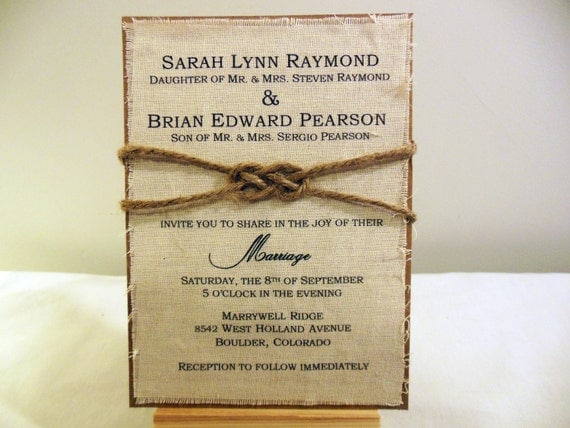 Sarah Lynn Raymond
Daughter of Mr. & Mrs. Steven Raymond
&
Brian Edward Pearson
Son of Mr. & Mrs. Sergio Pearson
invite you to share in the joy of their
Marriage
Saturday, the 8th of September
5 o'clock in the evening
Marrywell Ridge
8542 West Holland Avenue
Boulder, Colorado
Reception to follow immediately